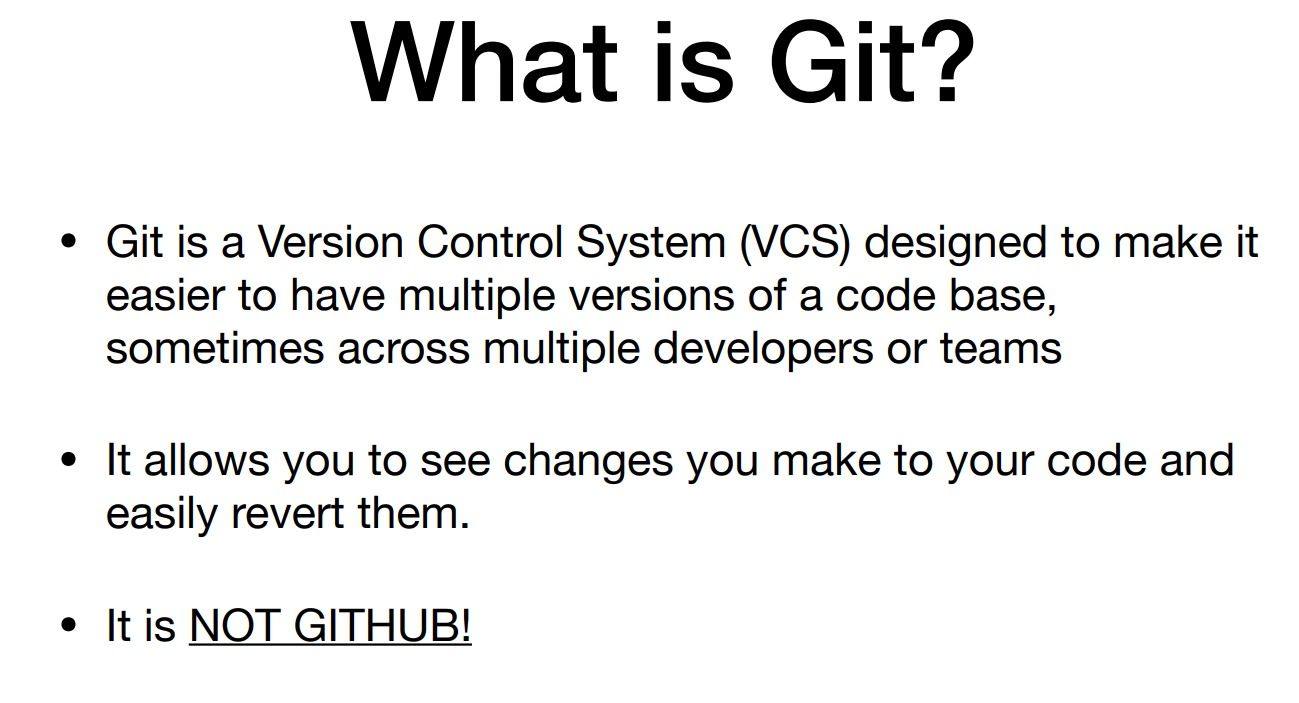 What is Git?
• Git is a Version Control System (VCS) designed to make it
easier to have multiple versions of a code base,
sometimes across multiple developers or teams
• It allows you to see changes you make to your code and
easily revert them.
• It is NOT GITHUB!